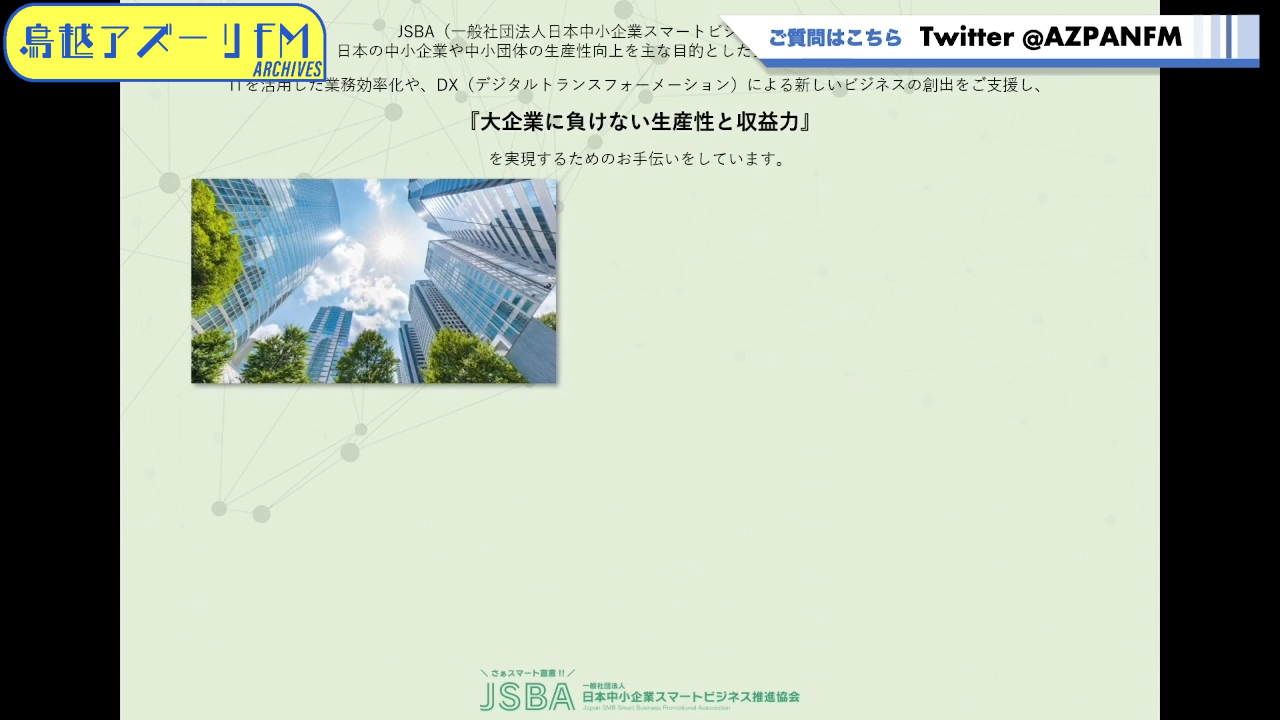 鳥越アズーリFM
ARCHIVES
ご質問はこちら Twitter @AZPANFM
JSBA（一般社団法人日本中小企業スマートビジ
日本の中小企業や中小団体の生産性向上を主な目的とした
ITを活用した業務効率化や、DX（デジタルトランスフォーメーション）による新しいビジネスの創出をご支援し、
『大企業に負けない生産性と収益力』
を実現するためのお手伝いをしています。
＼さぁスマート革書!!／
JSBA 一般社団法人
日本中小企業スマートビジネス推進協会
Japan SMB Smart Business Promotional Association